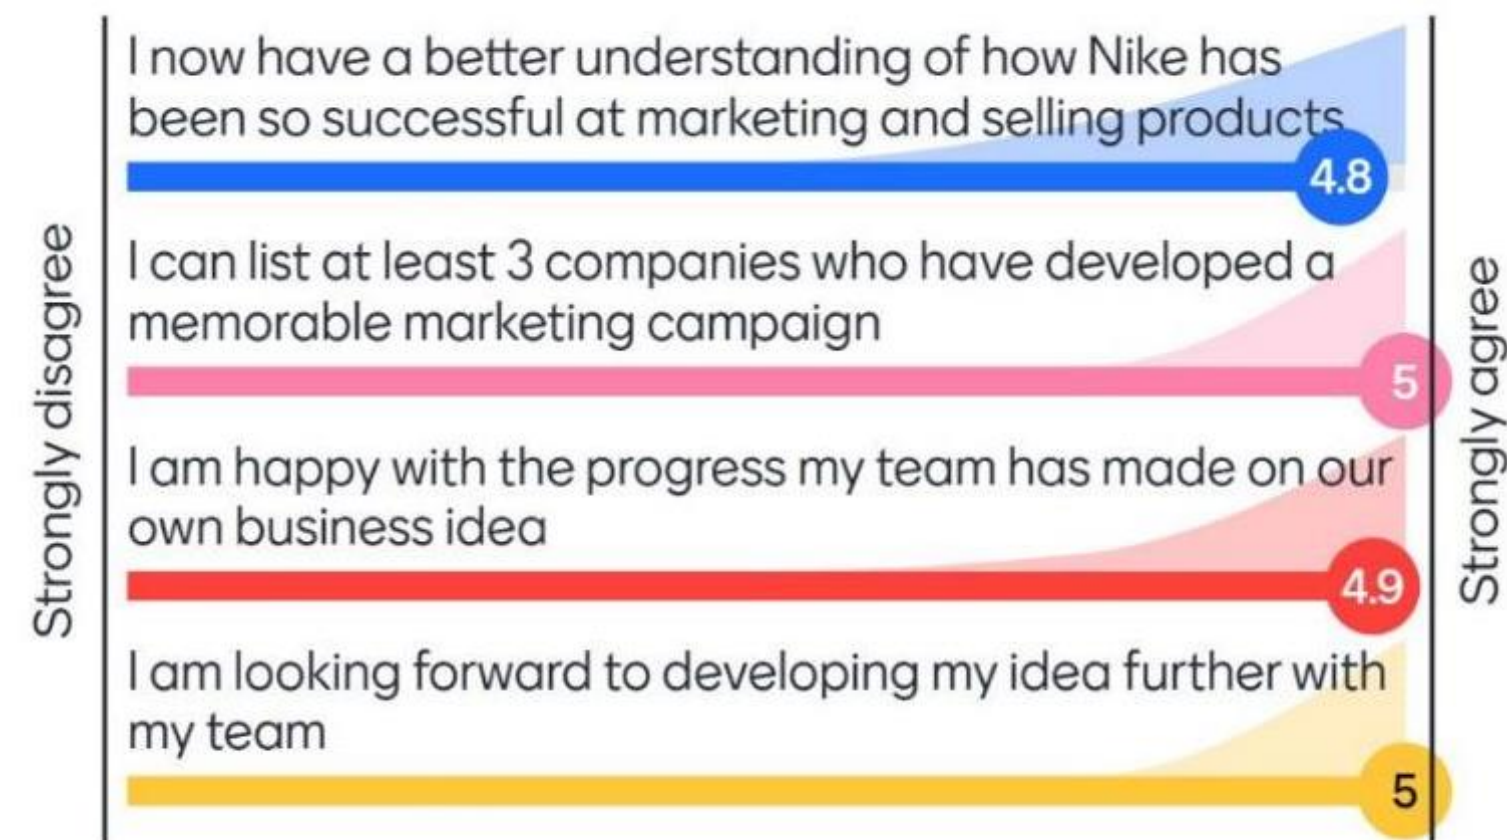 I now have a better understanding of how Nike has
been so successful at marketing and selling products
4.8
I can list at least 3 companies who have developed a
memorable marketing campaign
5
I am happy with the progress my team has made on our
own business idea
4.9
I am looking forward to developing my idea further with
my team
5
Strongly disagree
Strongly agree